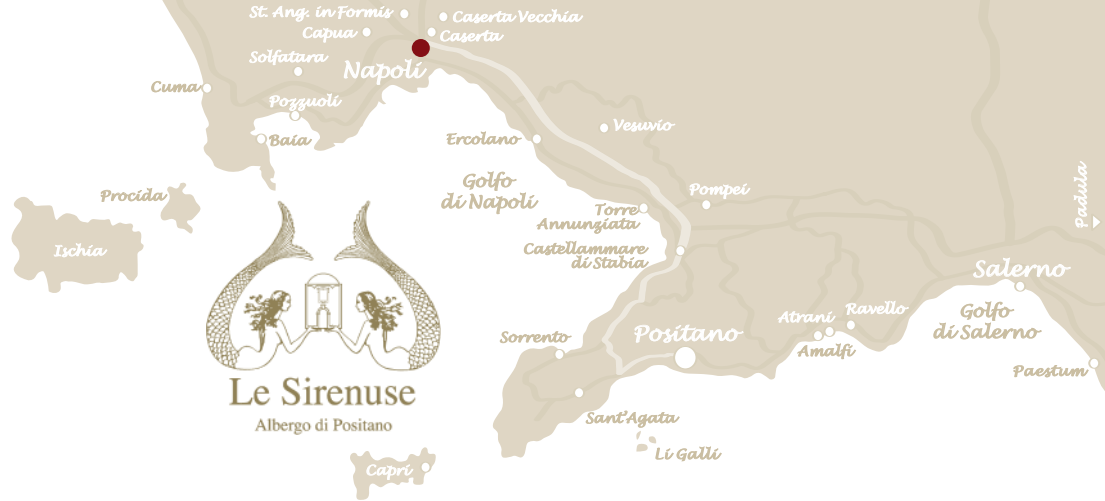 St. Ang. in Formis
Caserta Vecchia
Capua
Caserta
Solfatara
Napoli
Cuma
Pozzuoli
Vesuvio
Baia
Ercolano
Procida
Golfo
di Napoli
Pompei
Padula
Torre
Annunziata
Ischia
Castellammare
di Stabia
Salerno
Ravello
Atrani
Golfo
di Salerno
Sorrento
Positano
Amalfi
Paestum
Le Sirenuse
Albergo di Positano
Sant'Agata
Li Galli
Capri